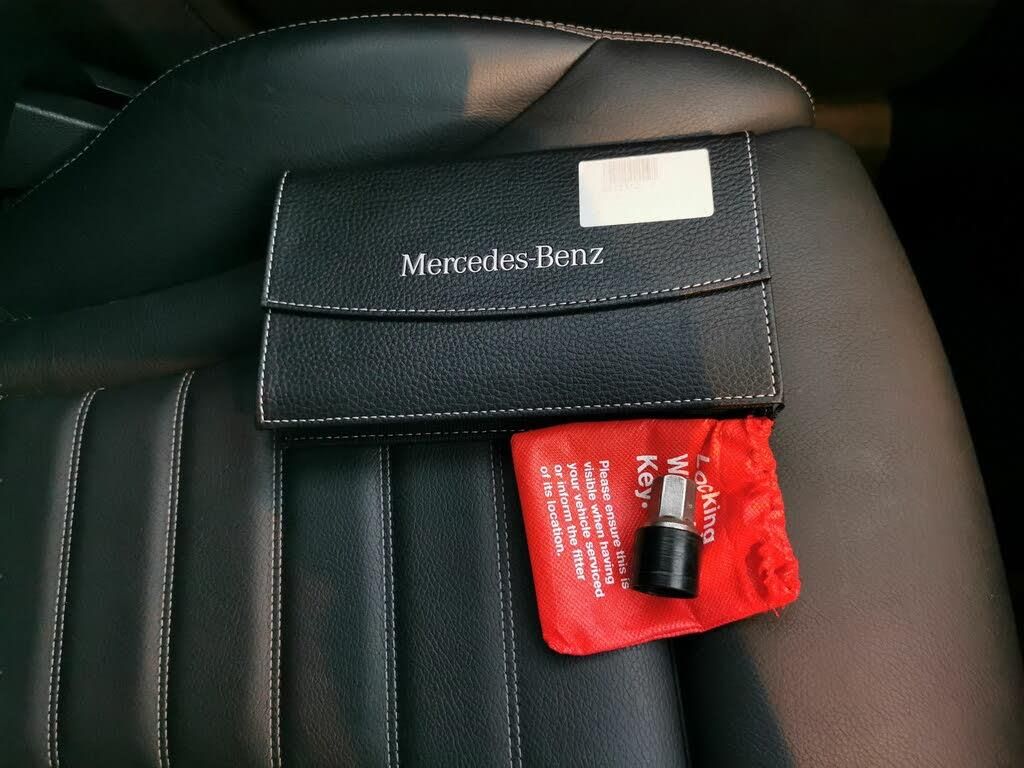 Mercedes-Benz
Locking
Key.
Please ensure this is
visible when having
your vehicle serviced
or inform the fitter
of its location.